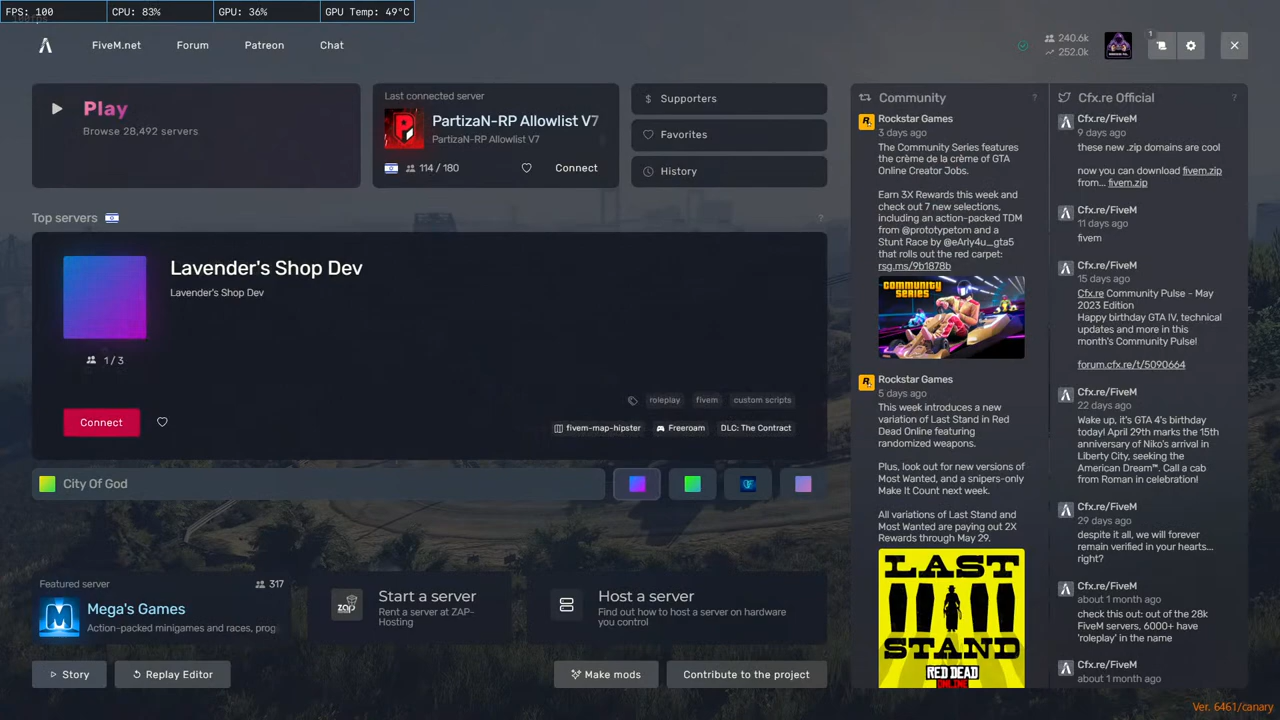 FPS: 100
CPU: 83%
GPU: 36%
GPU Temp: 49°C
FiveM.net
Forum
Patreon
Chat
240.6k
252.0k
1
Play
Browse 28,492 servers
Last connected server
PartizaN-RP Allowlist V7
PartizaN-RP Allowlist V7
114 / 180
Connect
$ Supporters
Favorites
History
Top servers
?
Lavender's Shop Dev
Lavender's Shop Dev
1 / 3
Connect
roleplay
fivem
custom scripts
fivem-map-hipster
Freeroam
DLC: The Contract
City Of God
Featured server
317
Mega's Games
Action-packed minigames and races, prog
ZAP
Start a server
Rent a server at ZAP-
Hosting
Host a server
Find out how to host a server on hardware
you control
Story
Replay Editor
Make mods
Contribute to the project
Community
?
Rockstar Games
3 days ago
The Community Series features
the crème de la crème of GTA
Online Creator Jobs.
Earn 3X Rewards this week and
check out 7 new selections,
including an action-packed TDM
from @prototypetom and a
Stunt Race by @eArly4u_gta5
that rolls out the red carpet:
rsg.ms/9b1878b
COMMUNITY
SERIES
Rockstar Games
5 days ago
This week introduces a new
variation of Last Stand in Red
Dead Online featuring
randomized weapons.
Plus, look out for new versions of
Most Wanted, and a snipers-only
Make It Count next week.
All variations of Last Stand and
Most Wanted are paying out 2X
Rewards through May 29.
LAST
STAND
RED DEAD
ONLINE
Cfx.re Official
?
Cfx.re/FiveM
9 days ago
these new .zip domains are cool
now you can download fivem.zip
from... fivem.zip
Cfx.re/FiveM
11 days ago
fivem
Cfx.re/FiveM
15 days ago
Cfx.re Community Pulse – May
2023 Edition
Happy birthday GTA IV, technical
updates and more in this
month's Community Pulse!
forum.cfx.re/t/5090664
Cfx.re/FiveM
22 days ago
Wake up, it's GTA 4's birthday
today! April 29th marks the 15th
anniversary of Niko's arrival in
Liberty City, seeking the
American Dream™. Call a cab
from Roman in celebration!
Cfx.re/FiveM
29 days ago
despite it all, we will forever
remain verified in your hearts...
right?
Cfx.re/FiveM
about 1 month ago
check this out: out of the 28k
FiveM servers, 6000+ have
'roleplay' in the name
Cfx.re/FiveM
about 1 month ago
Ver. 6461/canary